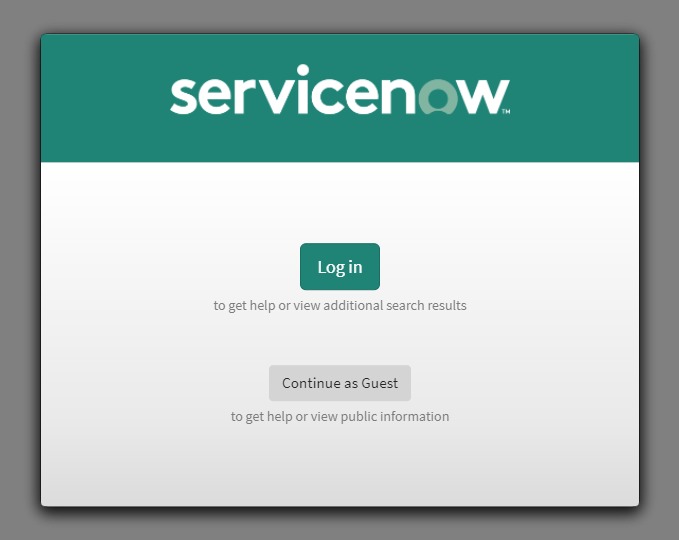 servicenow™
Log in
to get help or view additional search results
Continue as Guest
to get help or view public information